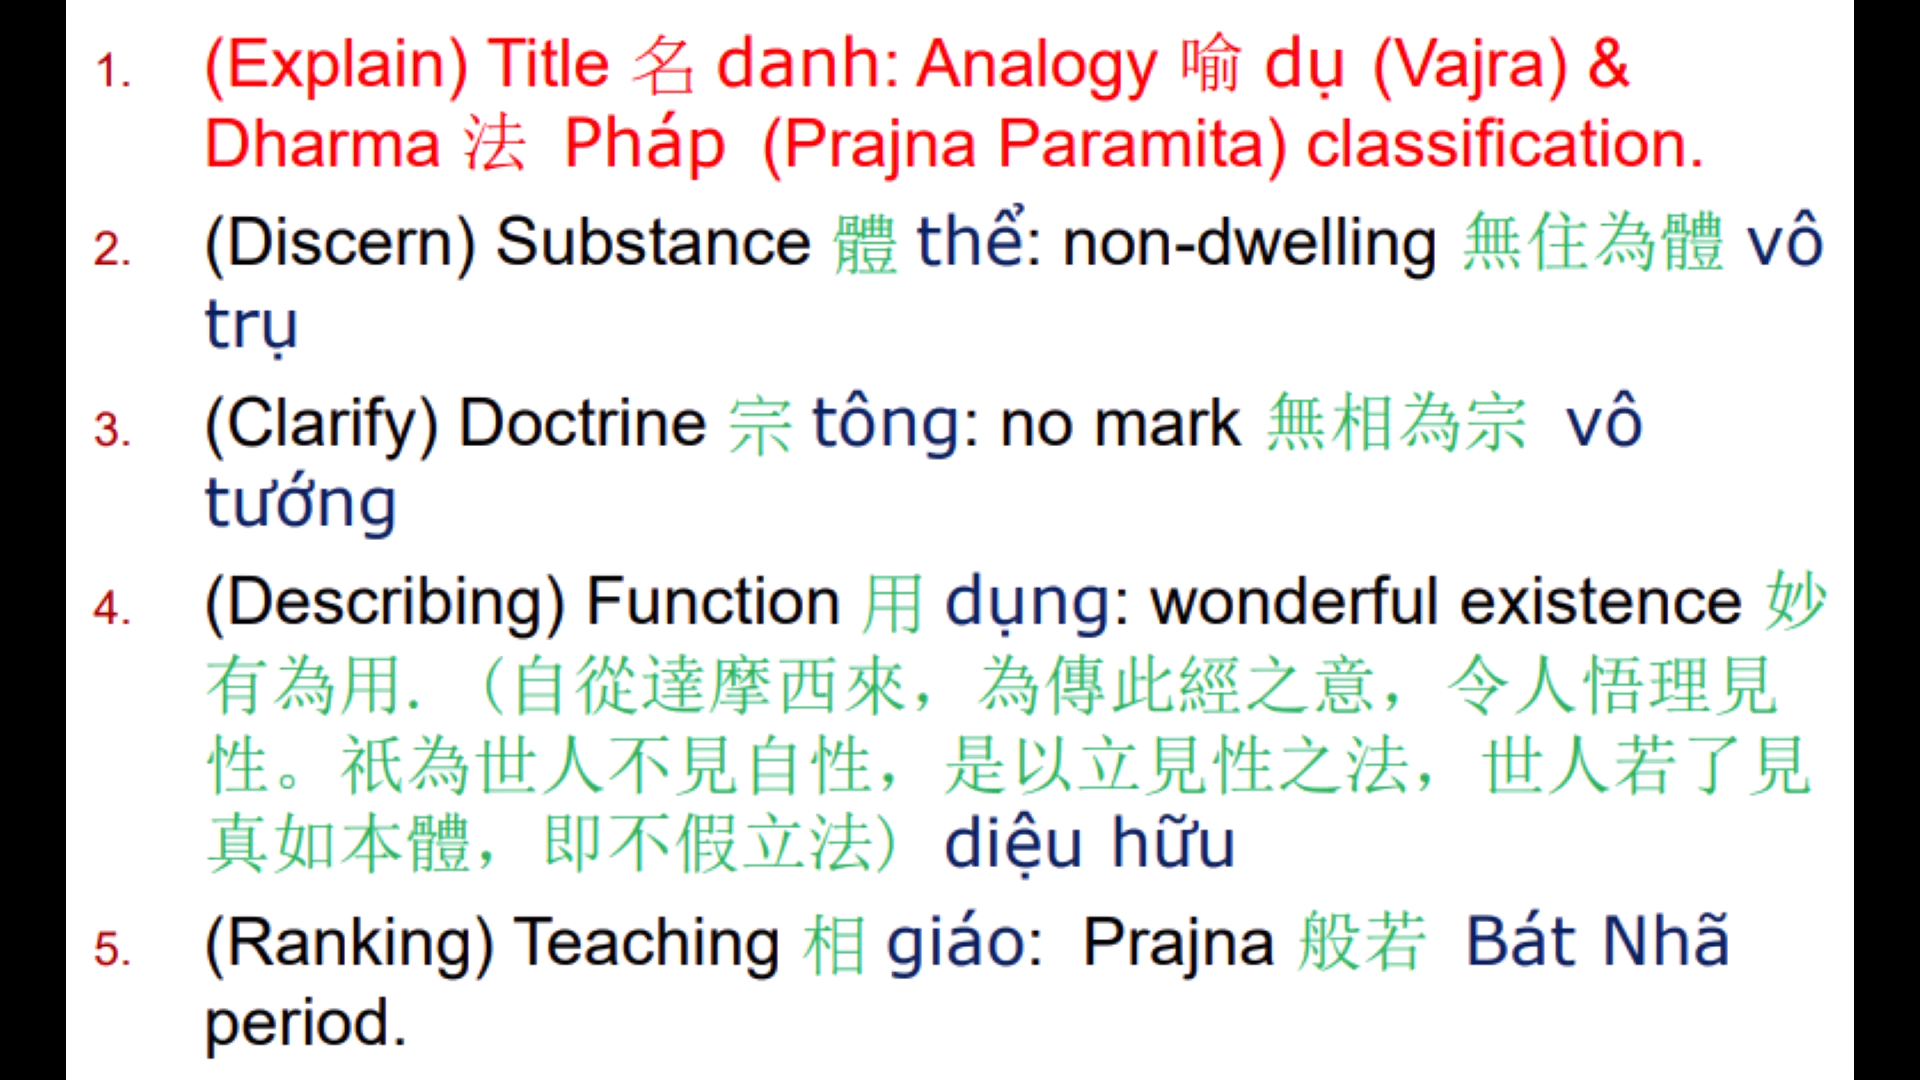 1. (Explain) Title 名 danh: Analogy 喻 dụ (Vajra) &
Dharma 法 Pháp (Prajna Paramita) classification.
2. (Discern) Substance 體 thể: non-dwelling 無住為體 vô
trụ
3. (Clarify) Doctrine 宗 tông: no mark 無相為宗 vô
tướng
4. (Describing) Function 用 dụng: wonderful existence 妙
有為用. (自從達摩西來，為傳此經之意，令人悟理見
性。祇為世人不見自性，是以立見性之法，世人若了見
真如本體，即不假立法) diệu hữu
5. (Ranking) Teaching 相 giáo: Prajna 般若 Bát Nhã
period.